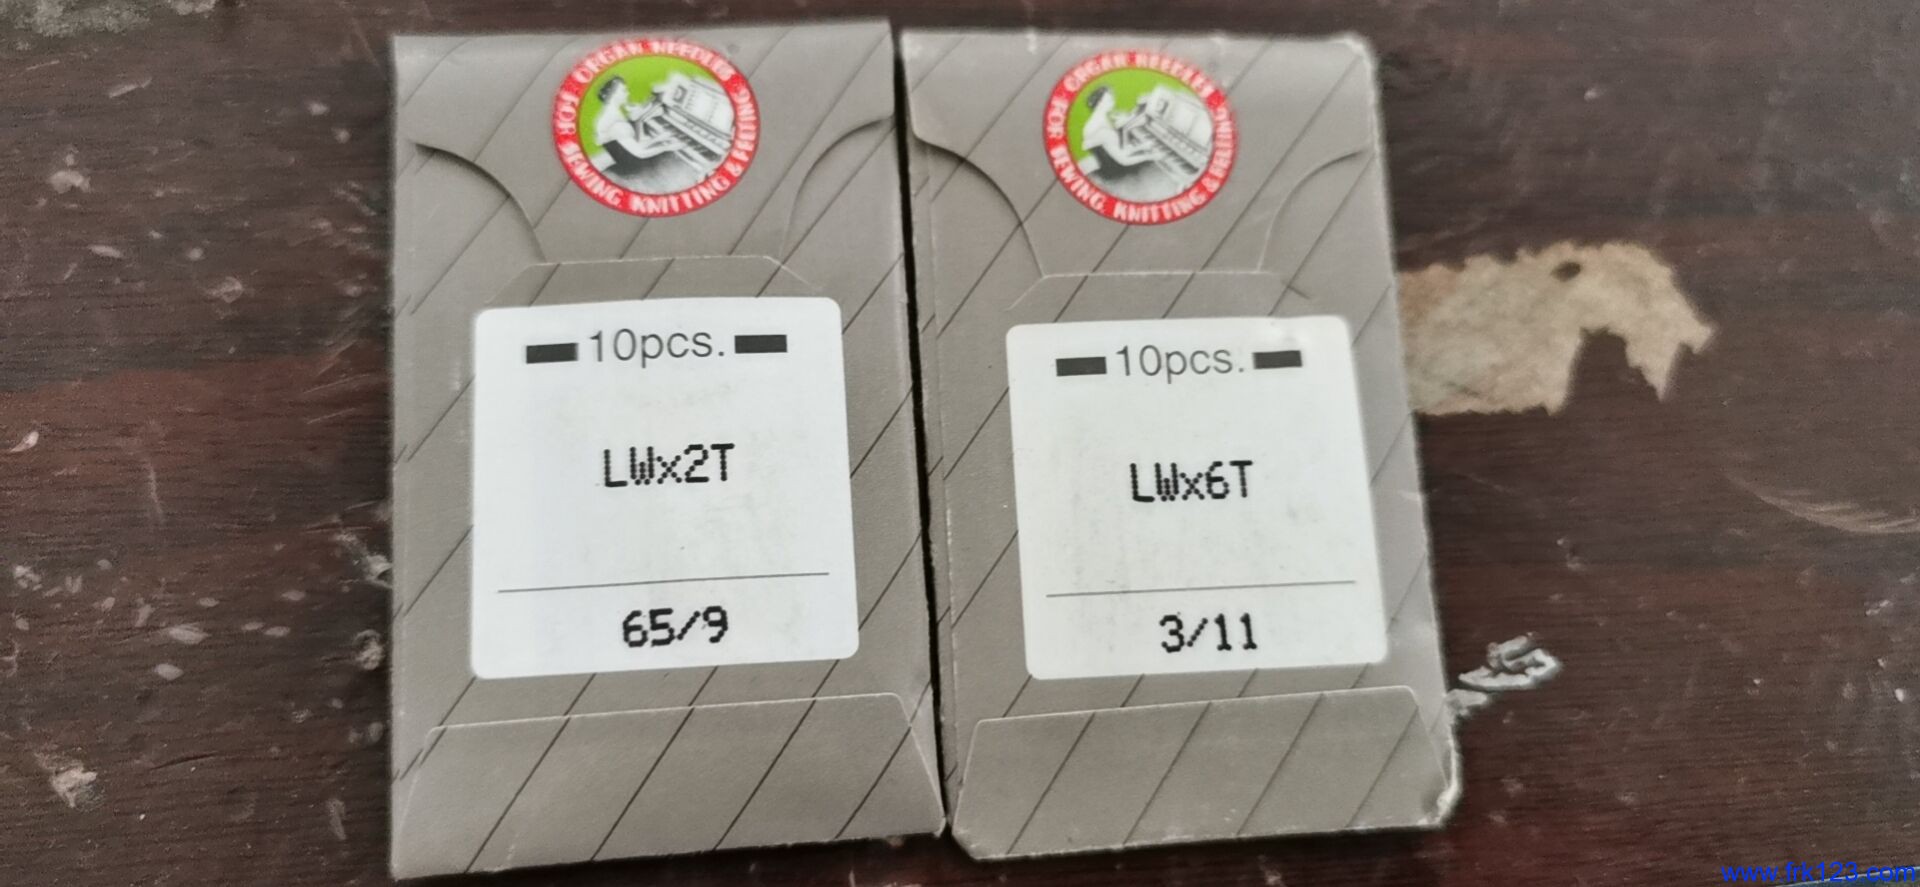 ORGAN NEEDLES
FOR SEWING, KNITTING & FELTING
10pcs.
LWx2T
65/9
ORGAN NEEDLES
FOR SEWING, KNITTING & FELTING
10pcs.
LWx6T
3/11
www.frk123.com